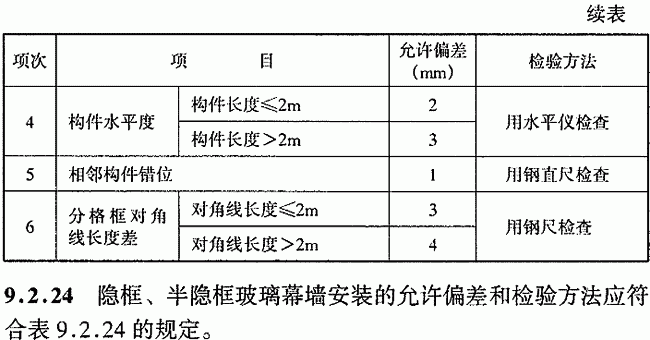 续表
项次 项 目 允许偏差(mm) 检验方法
4 构件水平度 构件长度≤2m 2 用水平仪检查
构件长度>2m 3
5 相邻构件错位 1 用钢直尺检查
6 分格框对角线长度差 对角线长度≤2m 3 用钢尺检查
对角线长度>2m 4
9.2.24 隐框、半隐框玻璃幕墙安装的允许偏差和检验方法应符
合表9.2.24的规定。